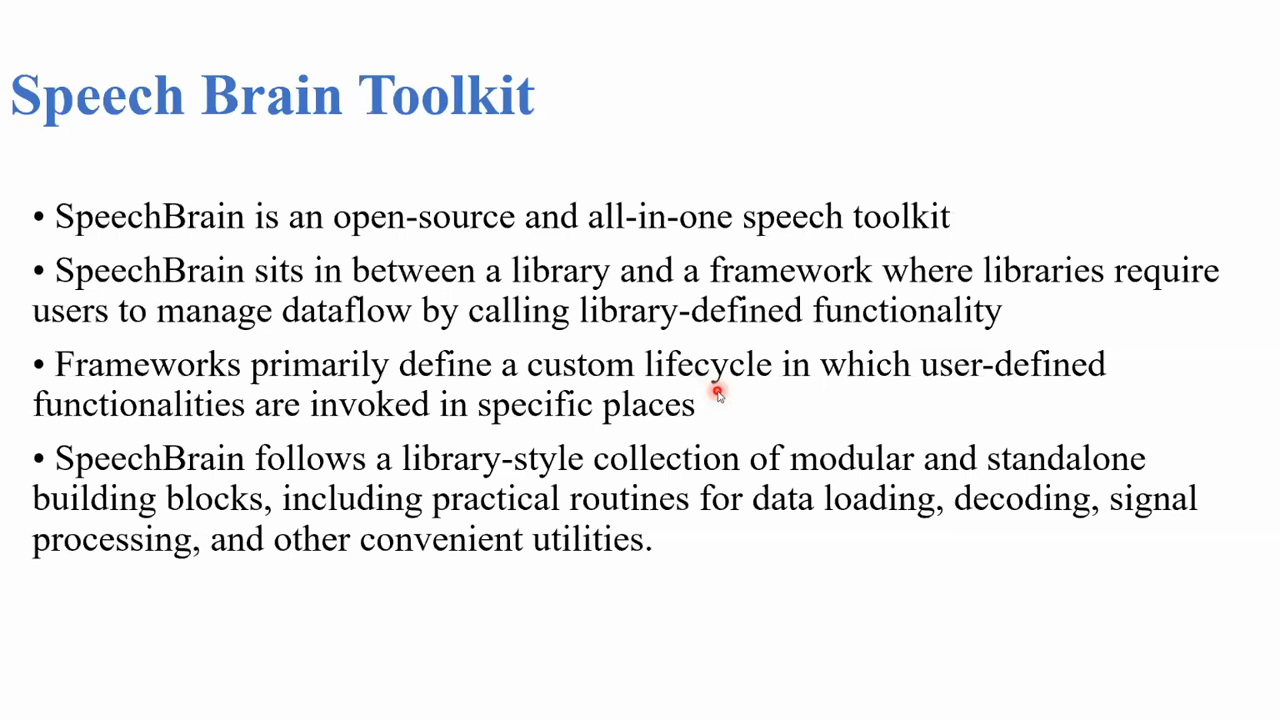 Speech Brain Toolkit
• SpeechBrain is an open-source and all-in-one speech toolkit
• SpeechBrain sits in between a library and a framework where libraries require
users to manage dataflow by calling library-defined functionality
• Frameworks primarily define a custom lifecycle in which user-defined
functionalities are invoked in specific places
• SpeechBrain follows a library-style collection of modular and standalone
building blocks, including practical routines for data loading, decoding, signal
processing, and other convenient utilities.